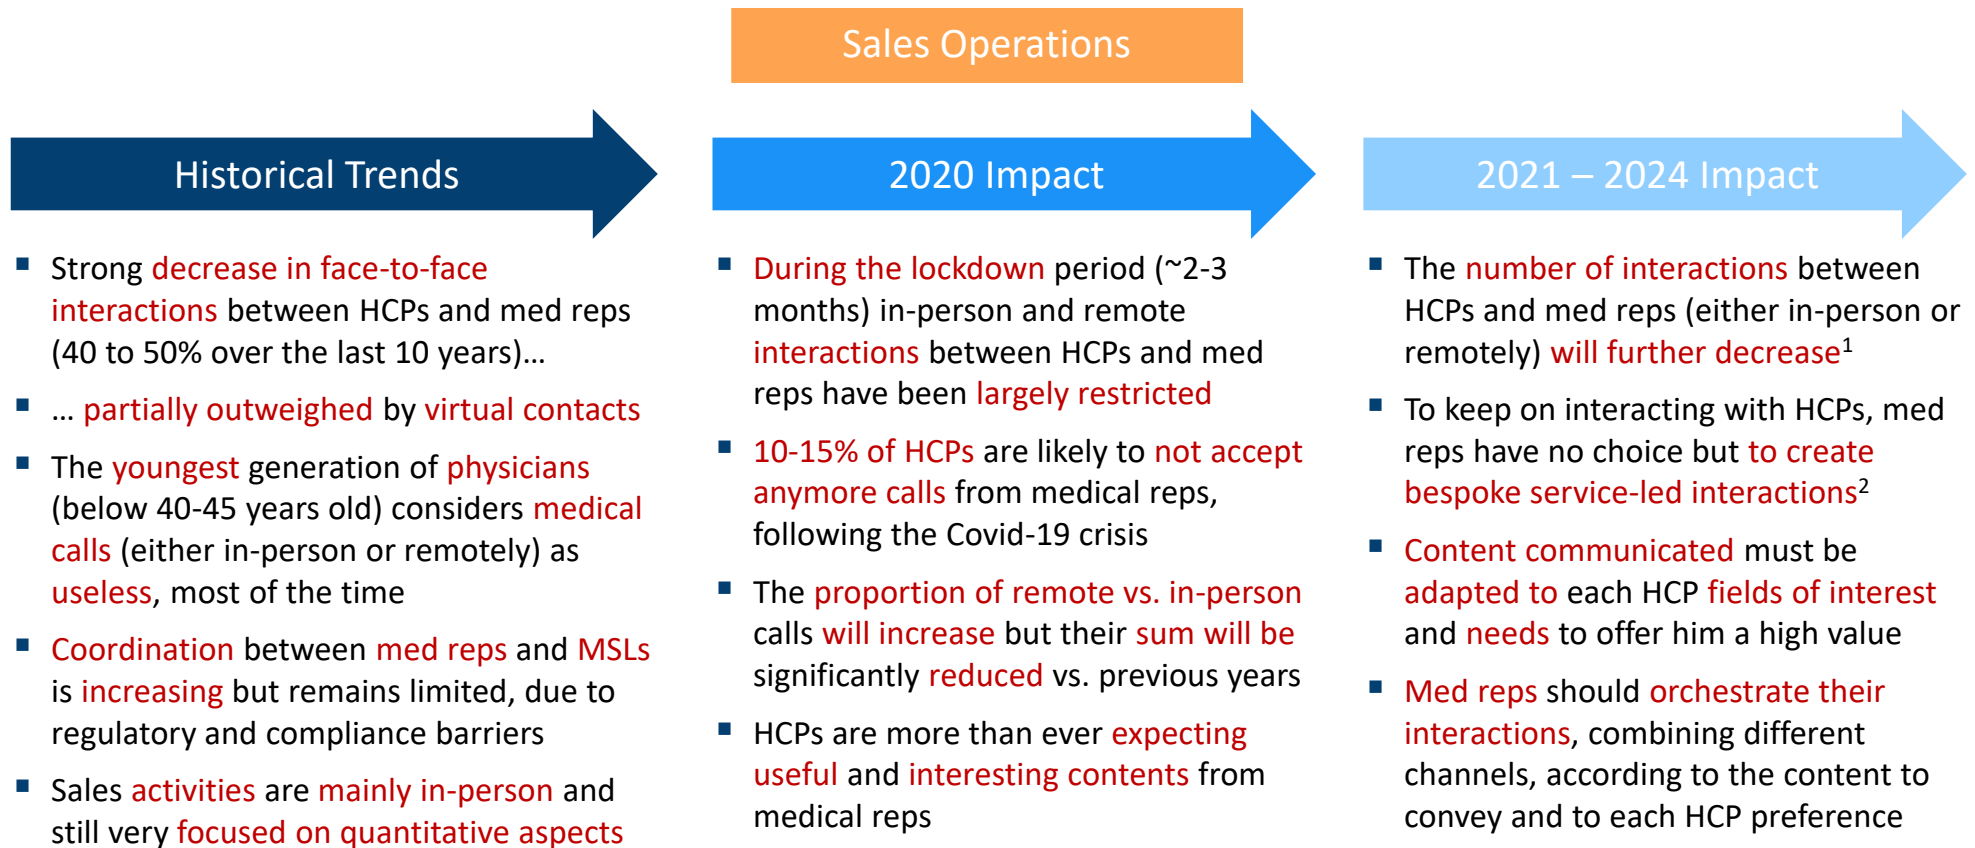 Sales Operations
Historical Trends
▪ Strong decrease in face-to-face
interactions between HCPs and med reps
(40 to 50% over the last 10 years)…
▪ … partially outweighed by virtual contacts
▪ The youngest generation of physicians
(below 40-45 years old) considers medical
calls (either in-person or remotely) as
useless, most of the time
▪ Coordination between med reps and MSLs
is increasing but remains limited, due to
regulatory and compliance barriers
▪ Sales activities are mainly in-person and
still very focused on quantitative aspects
2020 Impact
▪ During the lockdown period (~2-3
months) in-person and remote
interactions between HCPs and med
reps have been largely restricted
▪ 10-15% of HCPs are likely to not accept
anymore calls from medical reps,
following the Covid-19 crisis
▪ The proportion of remote vs. in-person
calls will increase but their sum will be
significantly reduced vs. previous years
▪ HCPs are more than ever expecting
useful and interesting contents from
medical reps
2021 – 2024 Impact
▪ The number of interactions between
HCPs and med reps (either in-person or
remotely) will further decrease¹
▪ To keep on interacting with HCPs, med
reps have no choice but to create
bespoke service-led interactions²
▪ Content communicated must be
adapted to each HCP fields of interest
and needs to offer him a high value
▪ Med reps should orchestrate their
interactions, combining different
channels, according to the content to
convey and to each HCP preference